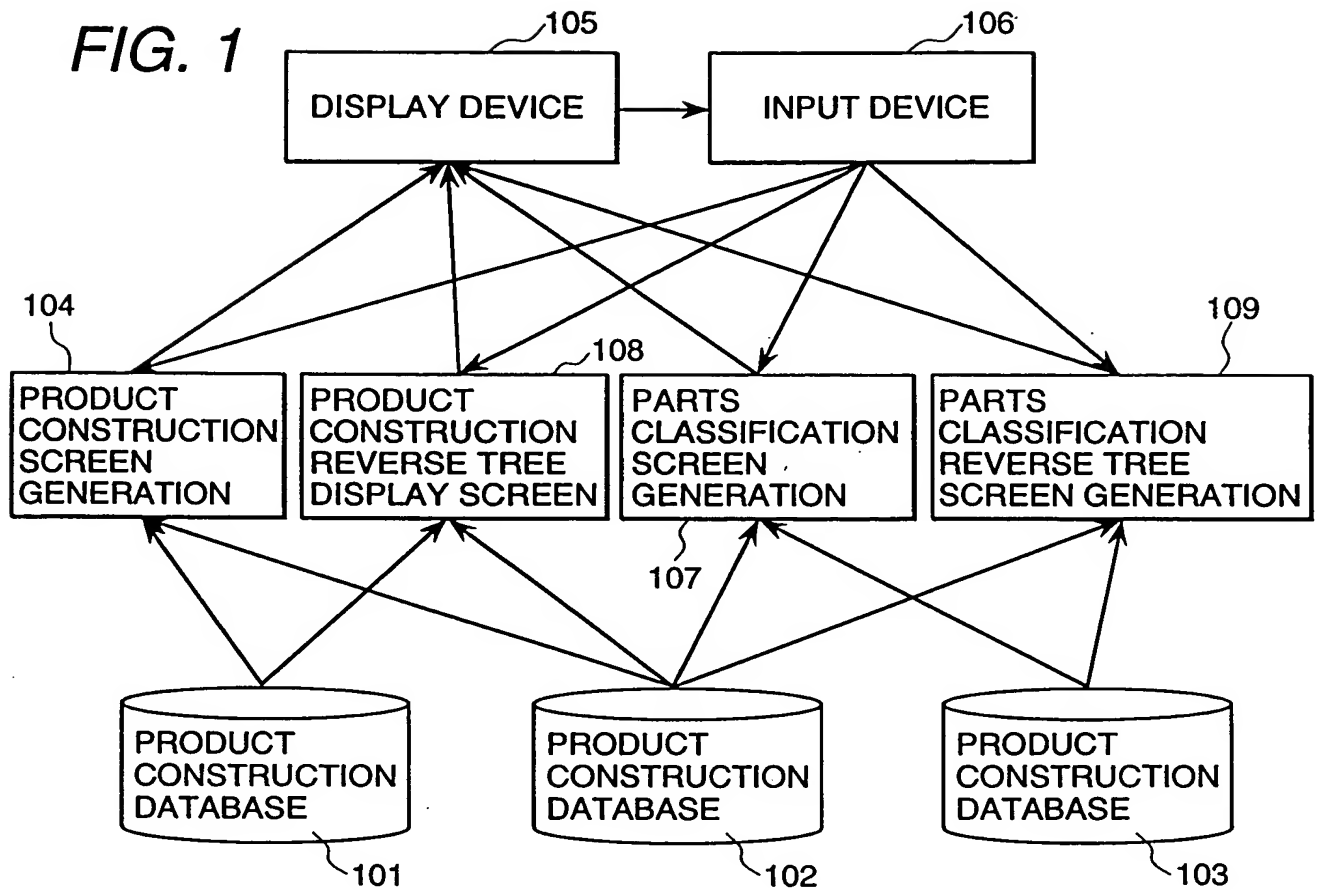 FIG. 1
105
106
DISPLAY DEVICE
INPUT DEVICE
104
108
109
PRODUCT
CONSTRUCTION
SCREEN
GENERATION
PRODUCT
CONSTRUCTION
REVERSE TREE
DISPLAY SCREEN
PARTS
CLASSIFICATION
SCREEN
GENERATION
PARTS
CLASSIFICATION
REVERSE TREE
SCREEN GENERATION
107
PRODUCT
CONSTRUCTION
DATABASE
PRODUCT
CONSTRUCTION
DATABASE
PRODUCT
CONSTRUCTION
DATABASE
101
102
103